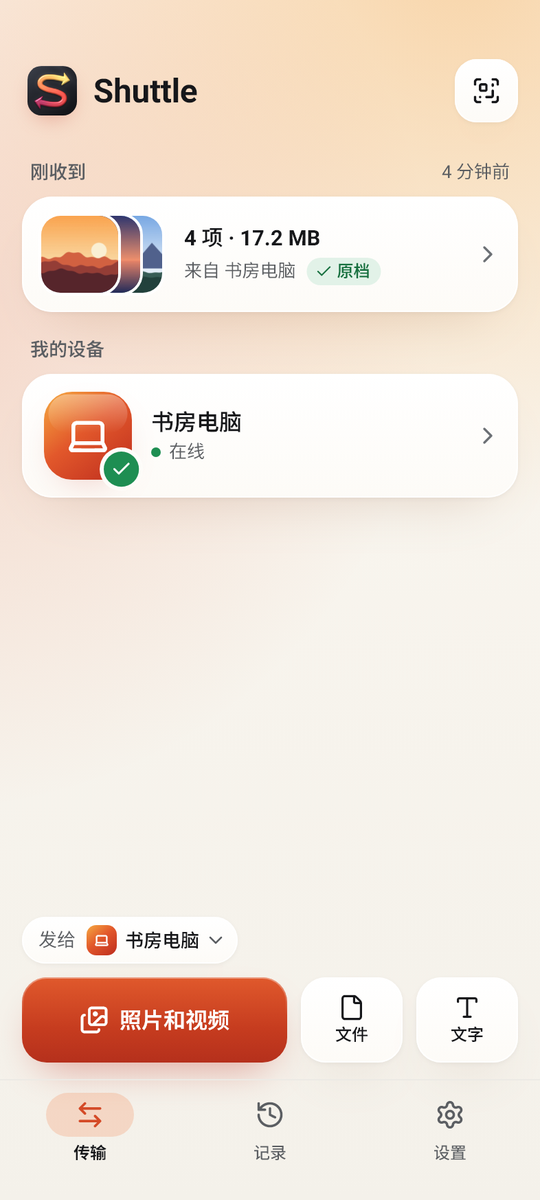 Shuttle
刚收到
4 分钟前
4 项 · 17.2 MB
来自 书房电脑
原档
我的设备
书房电脑
在线
发给 书房电脑
照片和视频
文件
文字
传输
记录
设置